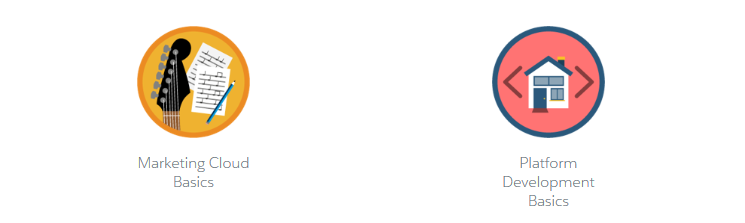 Marketing Cloud
Basics
Platform
Development
Basics